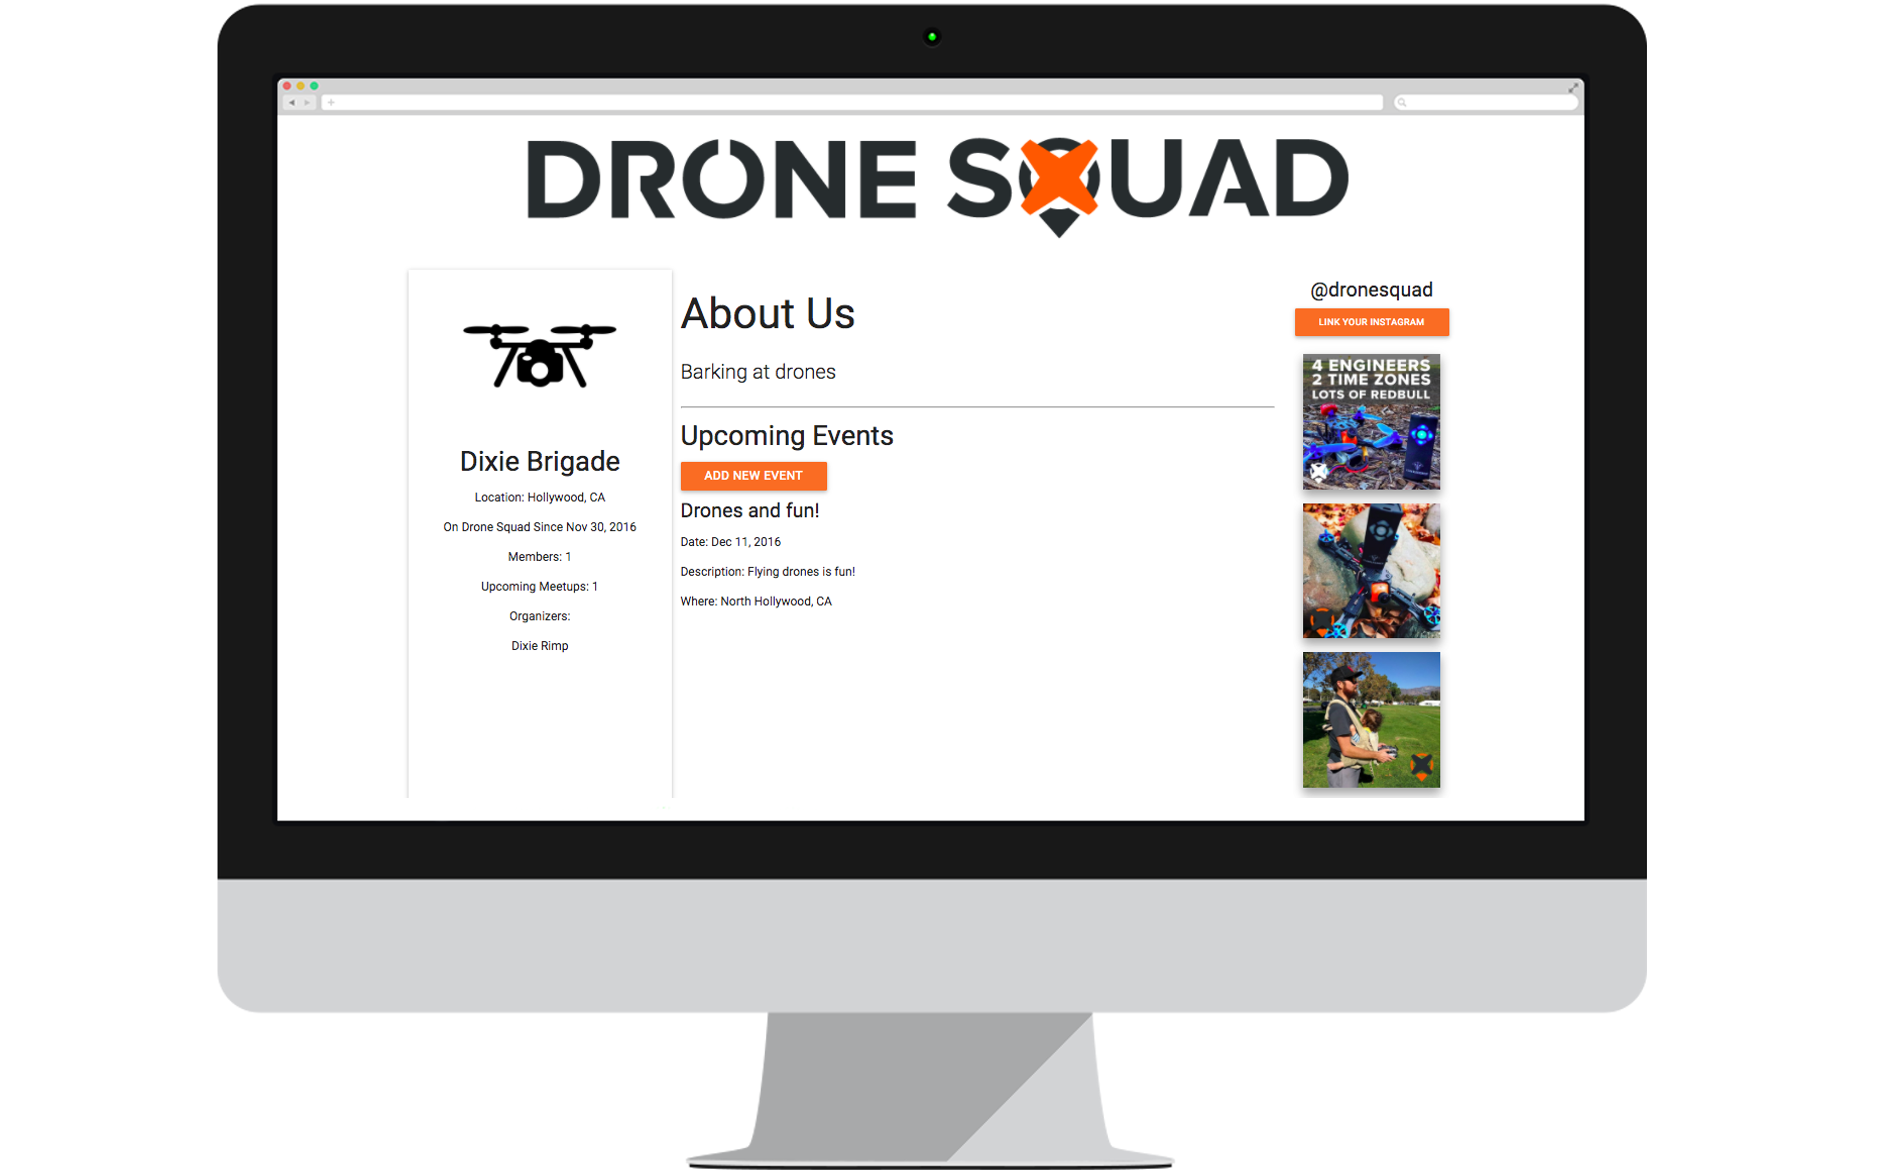 DRONE SQUAD
Dixie Brigade
Location: Hollywood, CA
On Drone Squad Since Nov 30, 2016
Members: 1
Upcoming Meetups: 1
Organizers:
Dixie Rimp
About Us
Barking at drones
Upcoming Events
ADD NEW EVENT
Drones and fun!
Date: Dec 11, 2016
Description: Flying drones is fun!
Where: North Hollywood, CA
@dronesquad
LINK YOUR INSTAGRAM
4 ENGINEERS
2 TIME ZONES
LOTS OF REDBULL